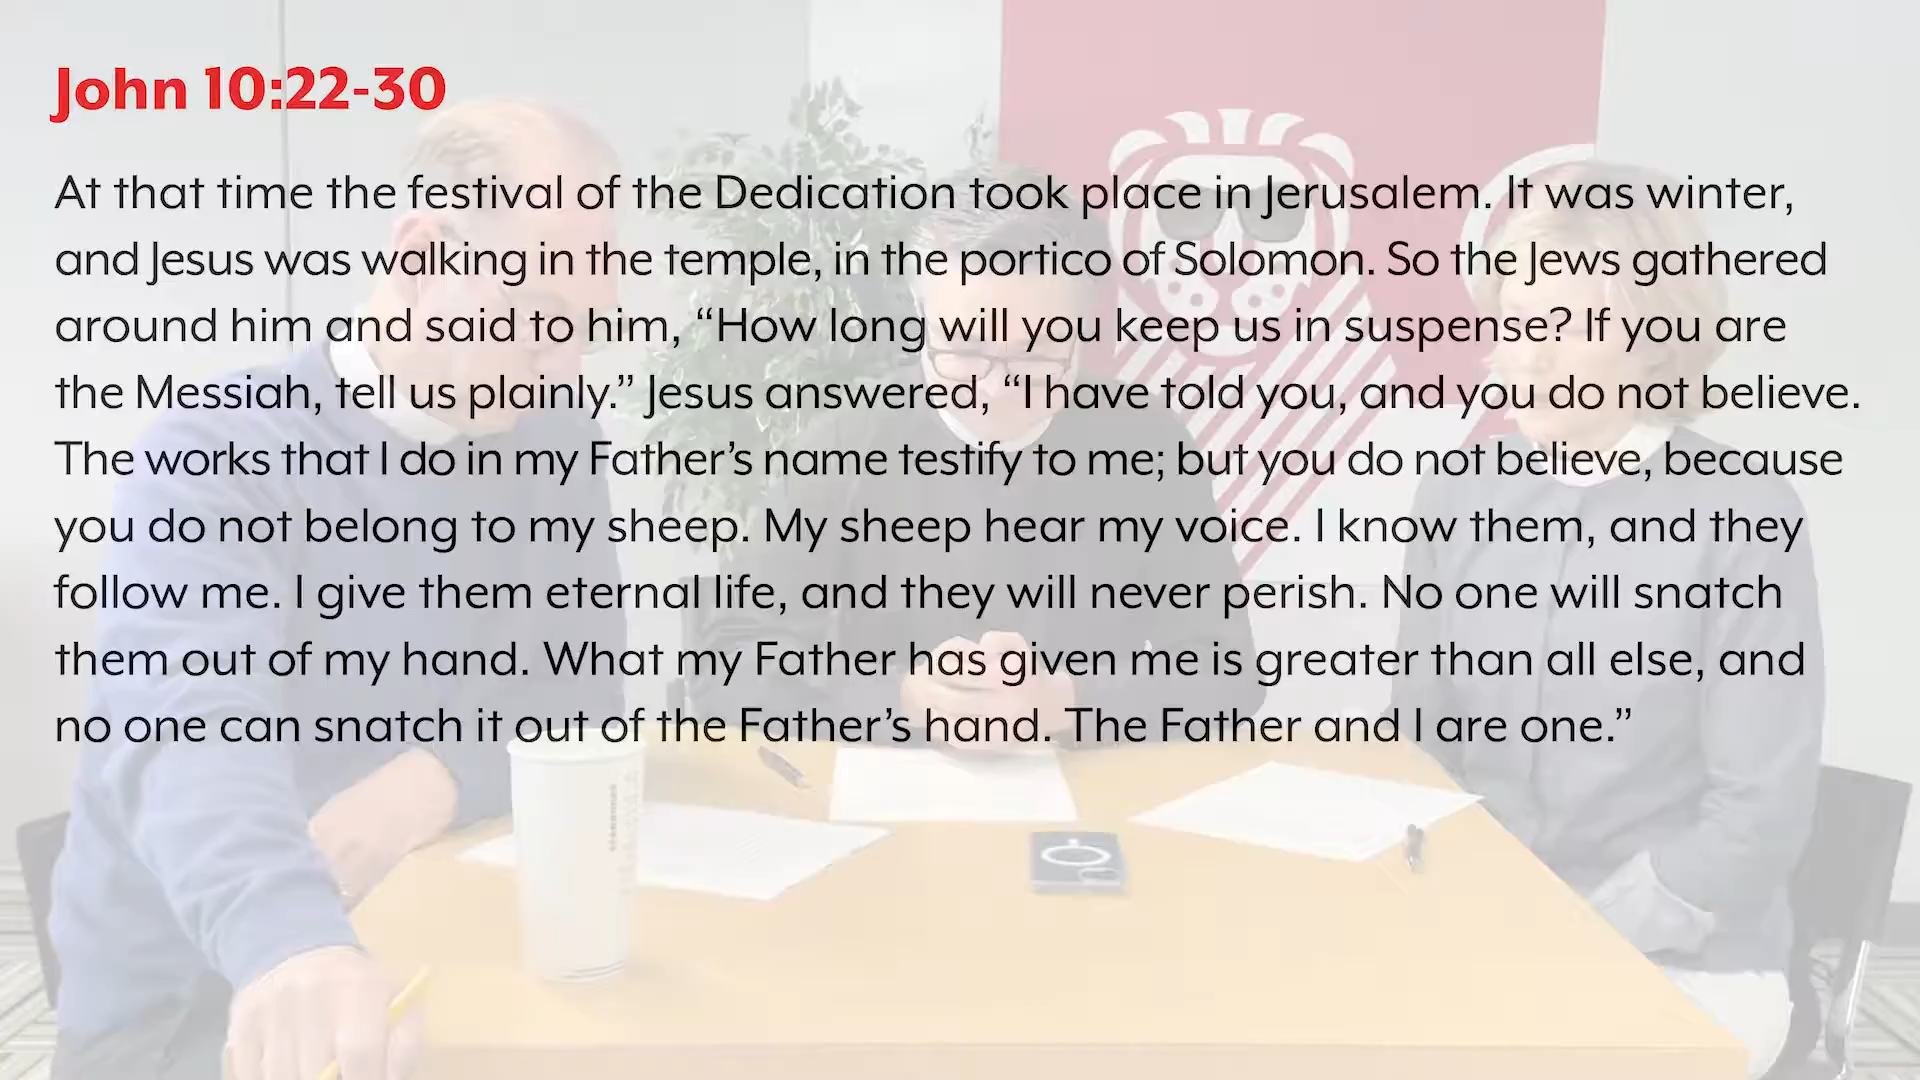 John 10:22-30
At that time the festival of the Dedication took place in Jerusalem. It was winter,
and Jesus was walking in the temple, in the portico of Solomon. So the Jews gathered
around him and said to him, “How long will you keep us in suspense? If you are
the Messiah, tell us plainly.” Jesus answered, “I have told you, and you do not believe.
The works that I do in my Father’s name testify to me; but you do not believe, because
you do not belong to my sheep. My sheep hear my voice. I know them, and they
follow me. I give them eternal life, and they will never perish. No one will snatch
them out of my hand. What my Father has given me is greater than all else, and
no one can snatch it out of the Father’s hand. The Father and I are one.”